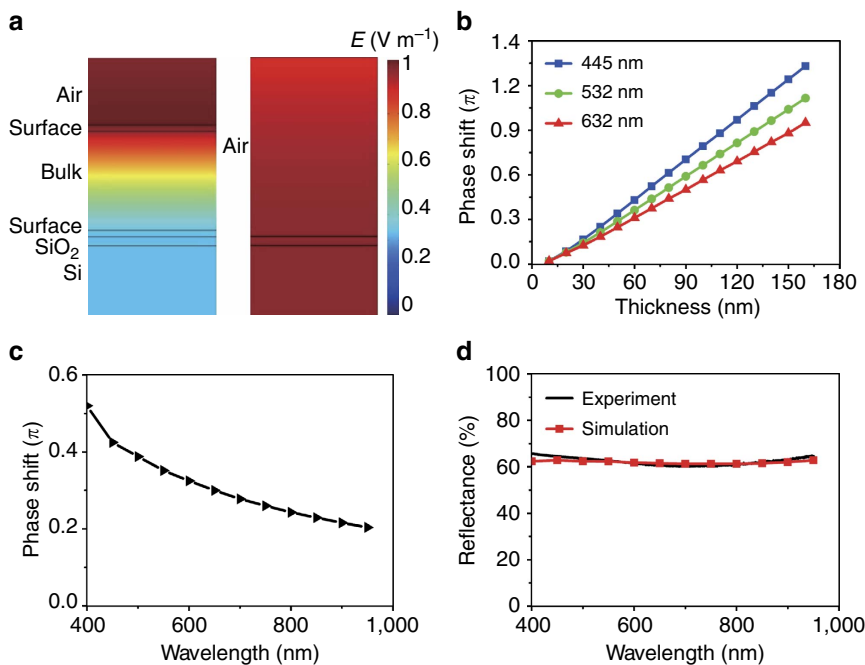 a
E (V m⁻¹)
Air
Surface
Bulk
Surface
SiO₂
Si
Air
1
0.8
0.6
0.4
0.2
0
b
Phase shift (π)
1.4
1.2
0.9
0.6
0.3
0.0
445 nm
532 nm
632 nm
0 30 60 90 120 150 180
Thickness (nm)
c
Phase shift (π)
0.6
0.4
0.2
0.0
400 600 800 1,000
Wavelength (nm)
d
Reflectance (%)
100
80
60
40
20
0
Experiment
Simulation
400 600 800 1,000
Wavelength (nm)